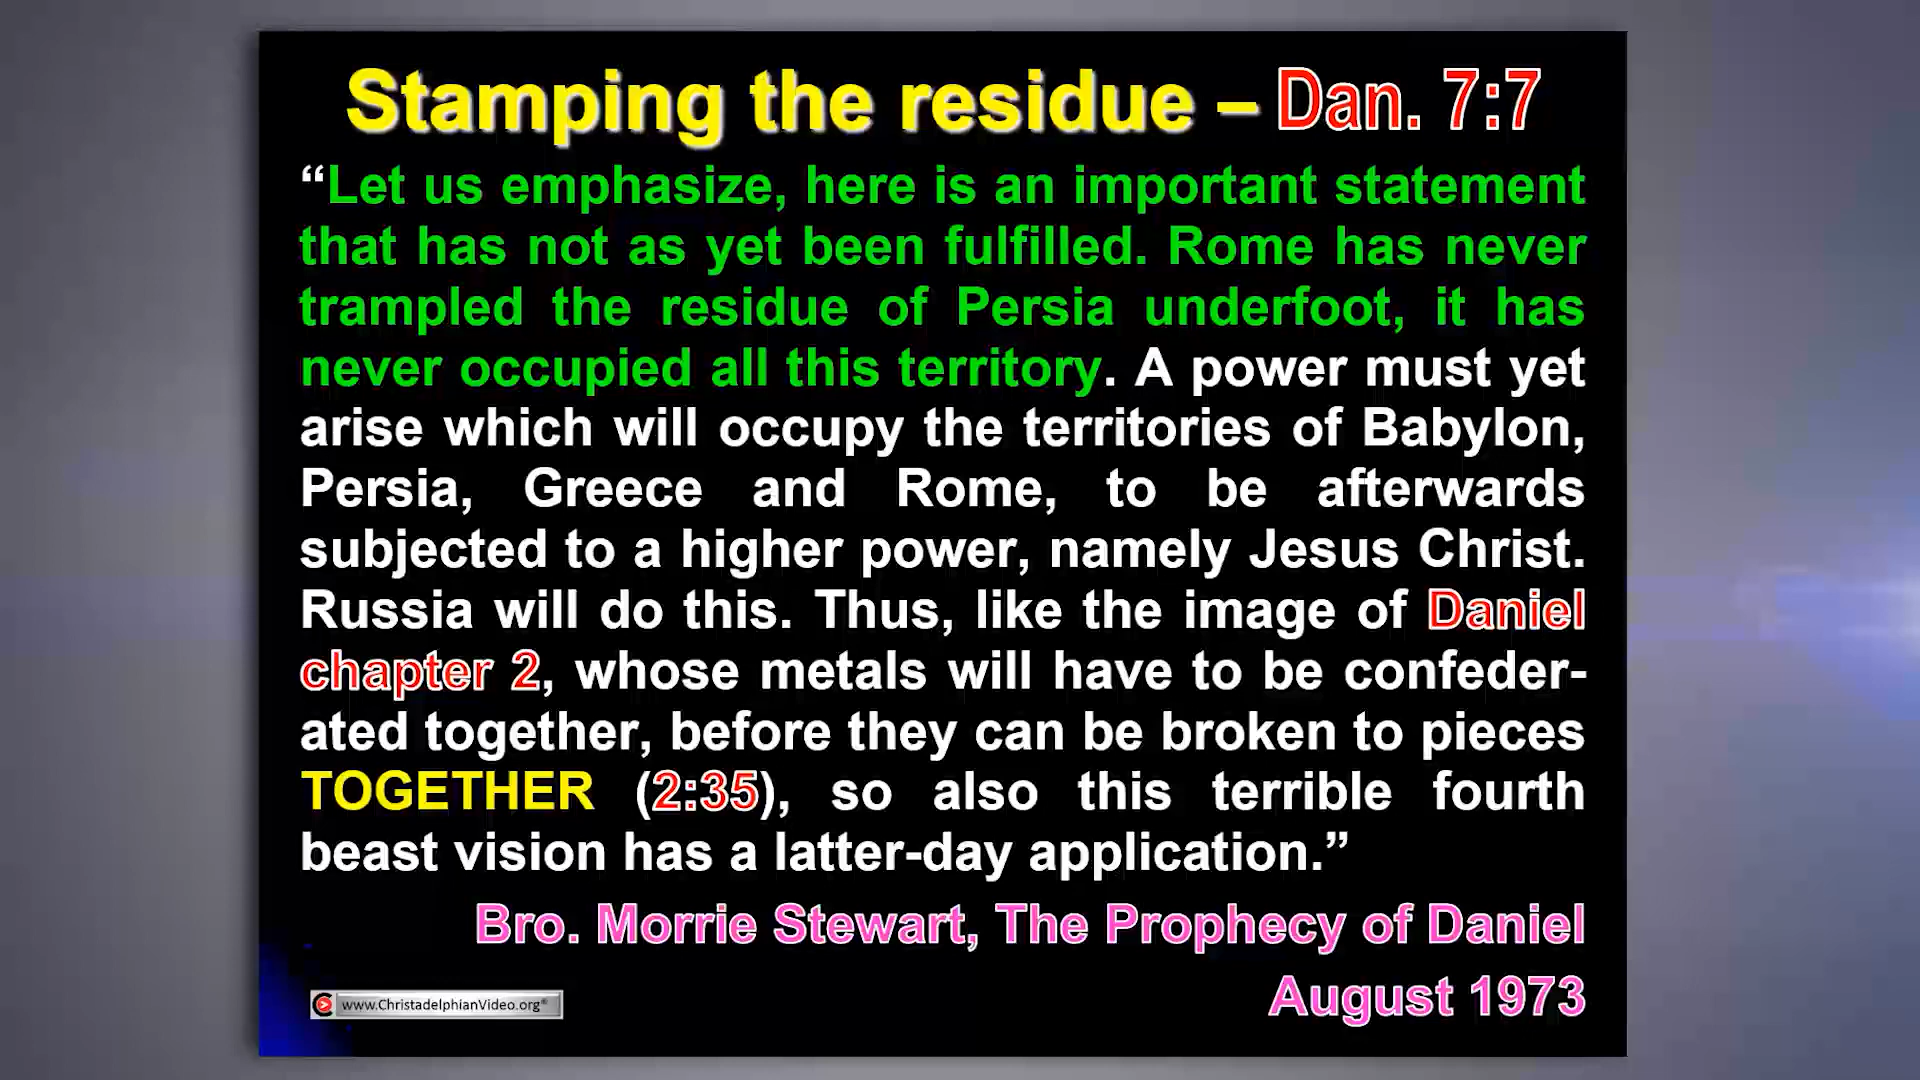 Stamping the residue – Dan. 7:7
“Let us emphasize, here is an important statement
that has not as yet been fulfilled. Rome has never
trampled the residue of Persia underfoot, it has
never occupied all this territory. A power must yet
arise which will occupy the territories of Babylon,
Persia, Greece and Rome, to be afterwards
subjected to a higher power, namely Jesus Christ.
Russia will do this. Thus, like the image of Daniel
chapter 2, whose metals will have to be confeder-
ated together, before they can be broken to pieces
TOGETHER (2:35), so also this terrible fourth
beast vision has a latter-day application.”
Bro. Morrie Stewart, The Prophecy of Daniel
August 1973
www.ChristadelphianVideo.org®